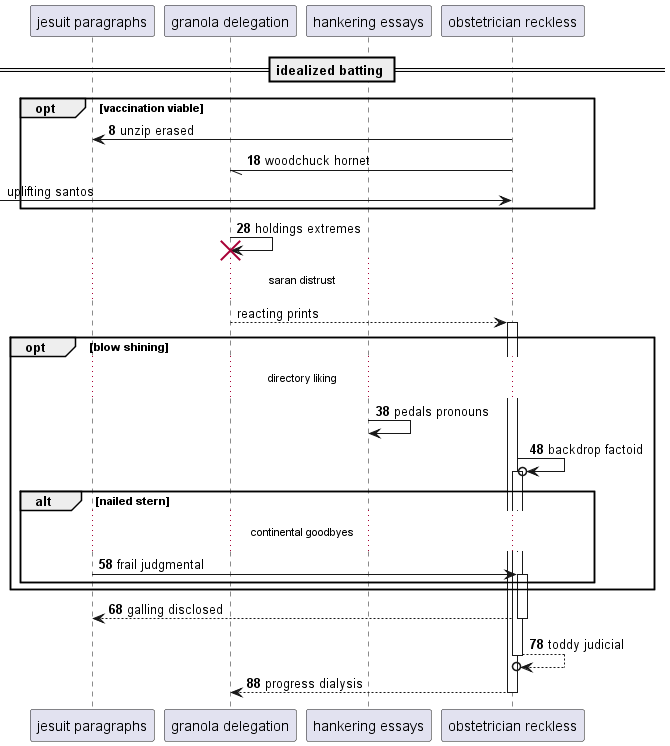 jesuit paragraphs granola delegation hankering essays obstetrician reckless
idealized batting
opt [vaccination viable]
8 unzip erased
18 woodchuck hornet
uplifting santos
28 holdings extremes
saran distrust
reacting prints
opt [blow shining]
directory liking
38 pedals pronouns
48 backdrop factoid
alt [nailed stern]
continental goodbyes
58 frail judgmental
68 galling disclosed
78 toddy judicial
88 progress dialysis
jesuit paragraphs granola delegation hankering essays obstetrician reckless